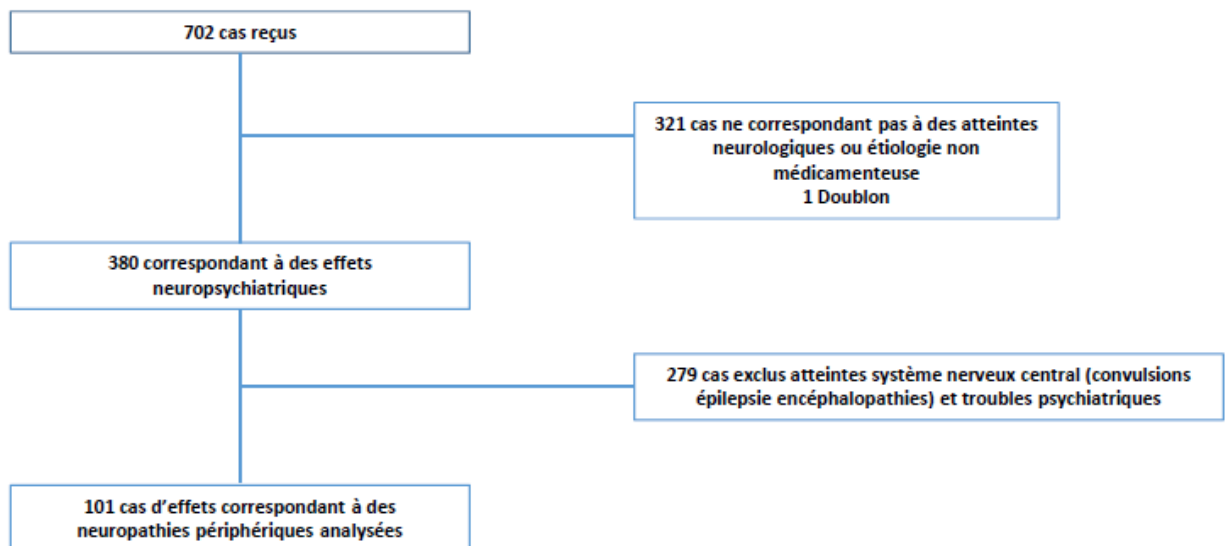 702 cas reçus
321 cas ne correspondant pas à des atteintes
neurologiques ou étiologie non
médicamenteuse
1 Doublon
380 correspondant à des effets
neuropsychiatriques
279 cas exclus atteintes système nerveux central (convulsions
épilepsie encéphalopathies) et troubles psychiatriques
101 cas d'effets correspondant à des
neuropathies périphériques analysées